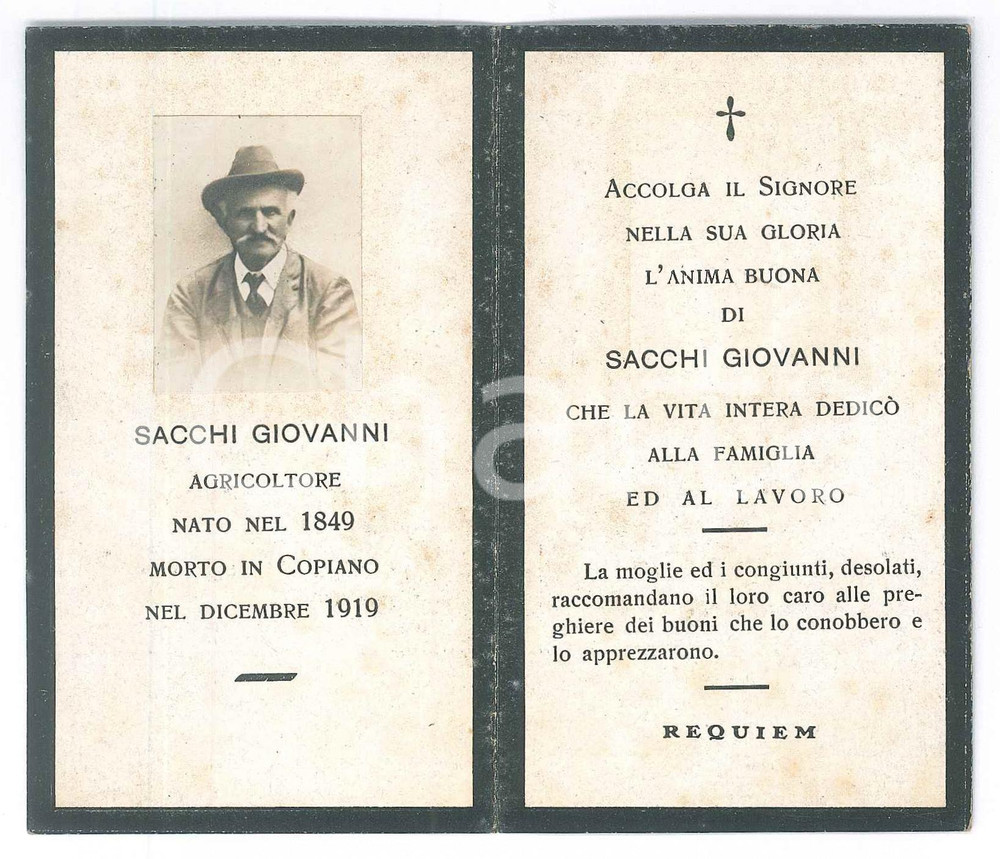 SACCHI GIOVANNI
AGRICOLTORE
NATO NEL 1849
MORTO IN COPIANO
NEL DICEMBRE 1919
ACCOLGA IL SIGNORE
NELLA SUA GLORIA
L'ANIMA BUONA
DI
SACCHI GIOVANNI
CHE LA VITA INTERA DEDICÒ
ALLA FAMIGLIA
ED AL LAVORO
La moglie ed i congiunti, desolati,
raccomandano il loro caro alle pre-
ghiere dei buoni che lo conobbero e
lo apprezzarono.
REQUIEM